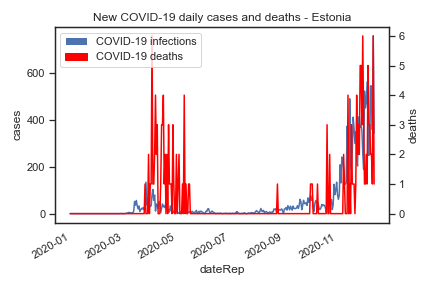 New COVID-19 daily cases and deaths - Estonia
COVID-19 infections
COVID-19 deaths
600
400
200
0
cases
6
5
4
3
2
1
0
deaths
2020-01
2020-03
2020-05
2020-07
2020-09
2020-11
dateRep